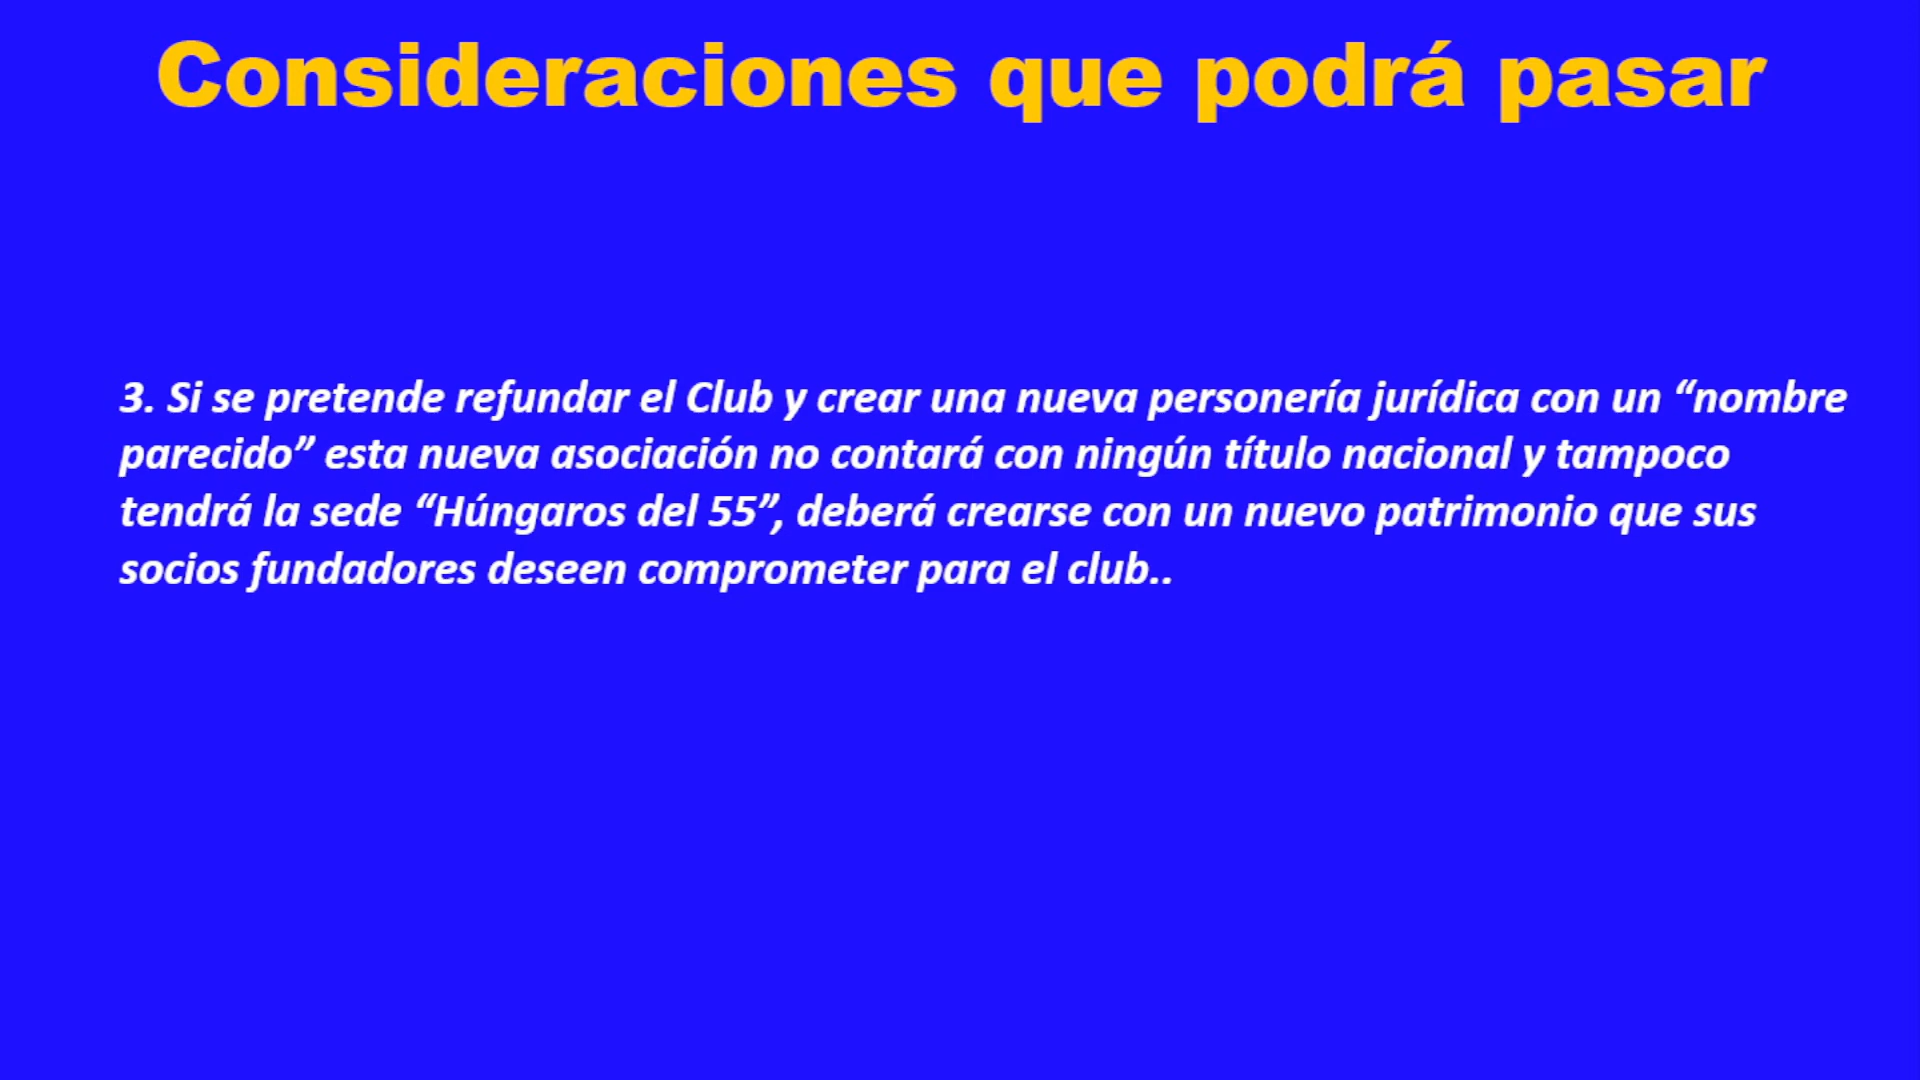 Consideraciones que podrá pasar
3. Si se pretende refundar el Club y crear una nueva personería jurídica con un “nombre
parecido” esta nueva asociación no contará con ningún título nacional y tampoco
tendrá la sede “Húngaros del 55”, deberá crearse con un nuevo patrimonio que sus
socios fundadores deseen comprometer para el club..